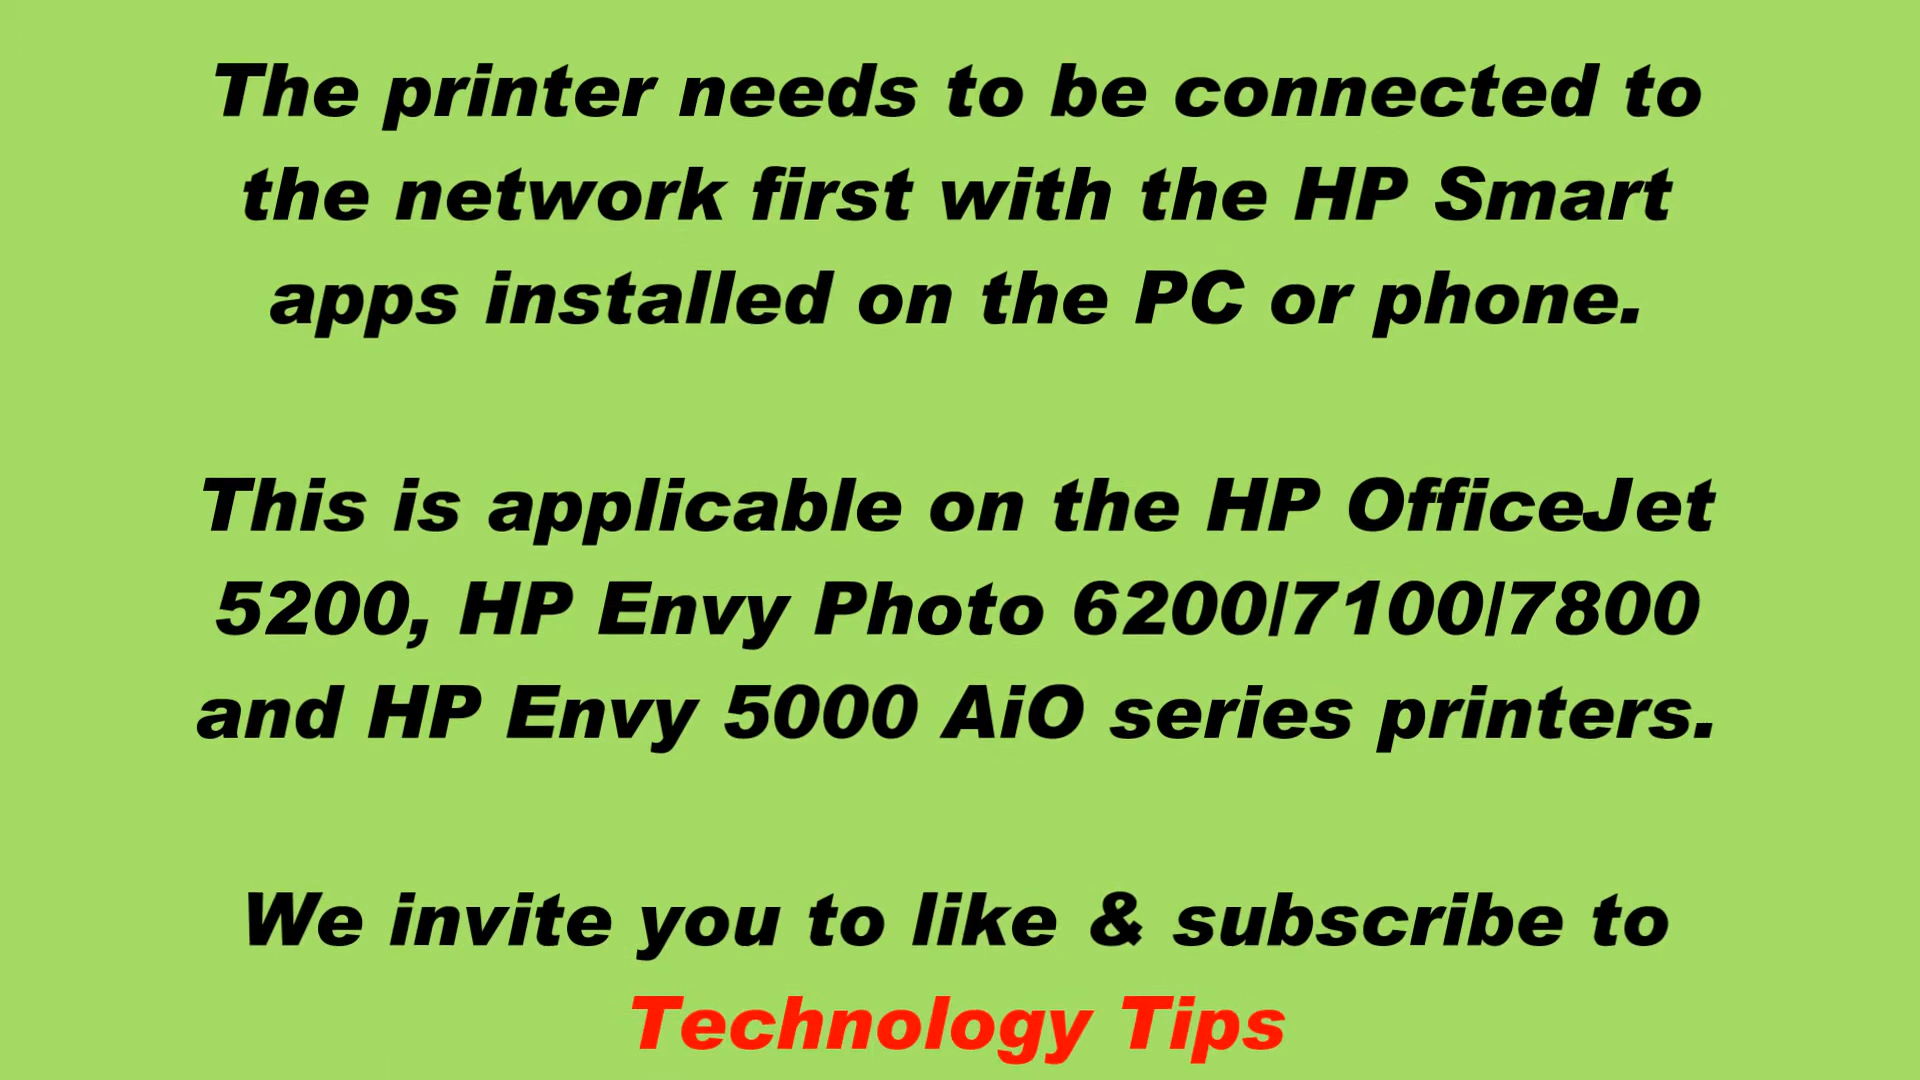 The printer needs to be connected to
the network first with the HP Smart
apps installed on the PC or phone.
This is applicable on the HP OfficeJet
5200, HP Envy Photo 6200/7100/7800
and HP Envy 5000 AiO series printers.
We invite you to like & subscribe to
Technology Tips